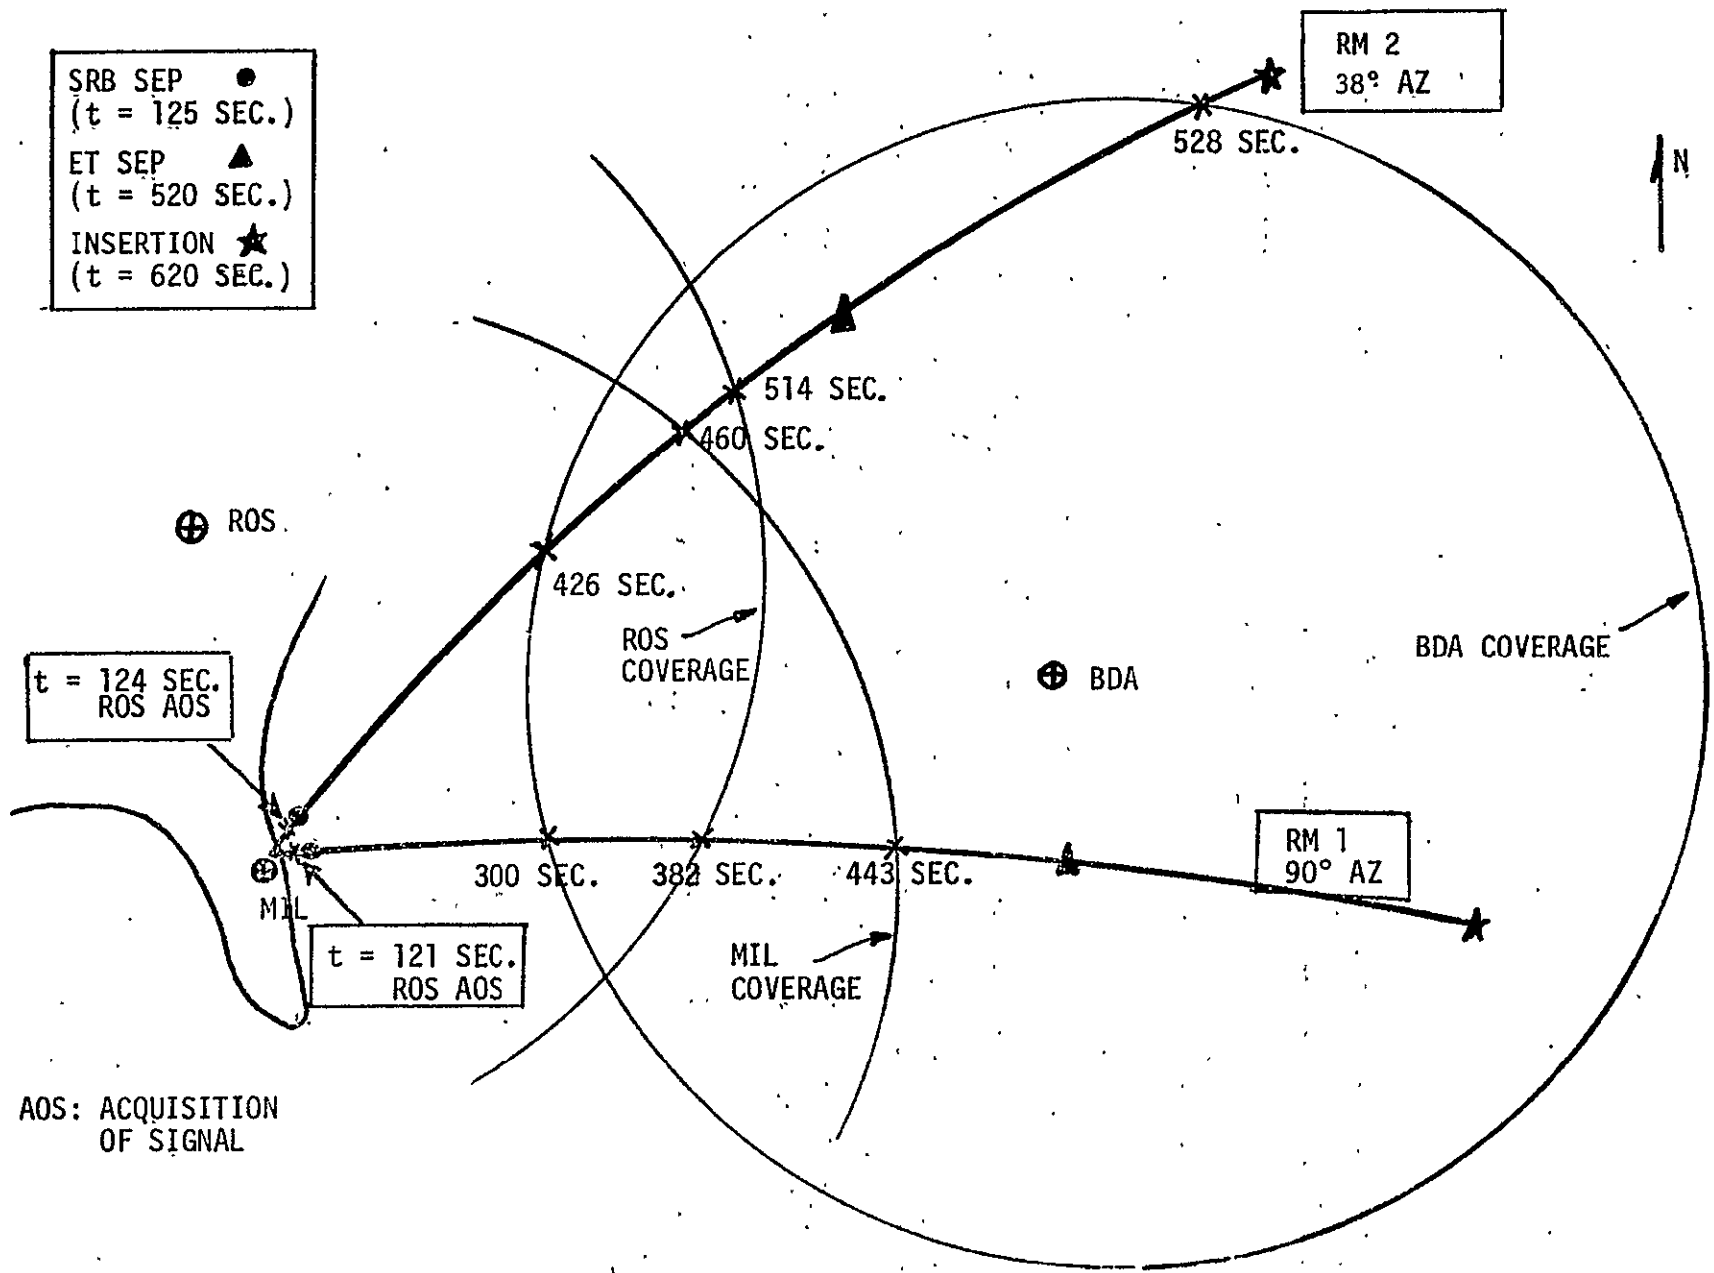 SRB SEP
(t = 125 SEC.)
ET SEP
(t = 520 SEC.)
INSERTION
(t = 620 SEC.)
RM 2
38° AZ
528 SEC.
N
514 SEC.
460 SEC.
ROS
426 SEC.
ROS
COVERAGE
BDA
BDA COVERAGE
t = 124 SEC.
ROS AOS
300 SEC.
382 SEC.
443 SEC.
RM 1
90° AZ
MIL
t = 121 SEC.
ROS AOS
MIL
COVERAGE
AOS: ACQUISITION
OF SIGNAL